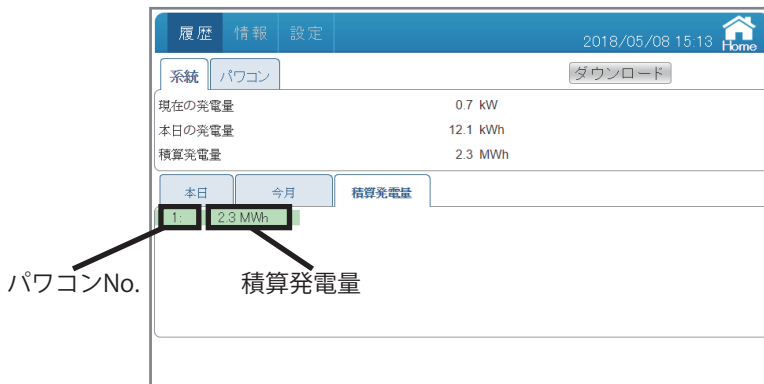 履歴 情報 設定 2018/05/08 15:13 Home
系統 パワコン ダウンロード
現在の発電量 0.7 kW
本日の発電量 12.1 kWh
積算発電量 2.3 MWh
本日 今月 積算発電量
1: 2.3 MWh
パワコンNo. 積算発電量